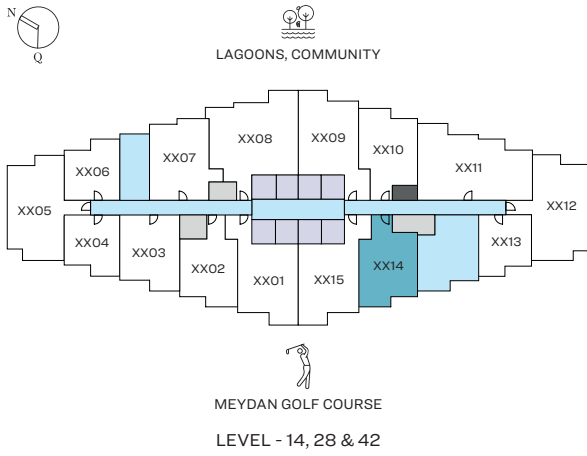 N
Q
LAGOONS, COMMUNITY
XX08
XX09
XX07
XX10
XX06
XX11
XX05
XX12
XX04
XX03
XX02
XX01
XX15
XX14
XX13
MEYDAN GOLF COURSE
LEVEL - 14, 28 & 42